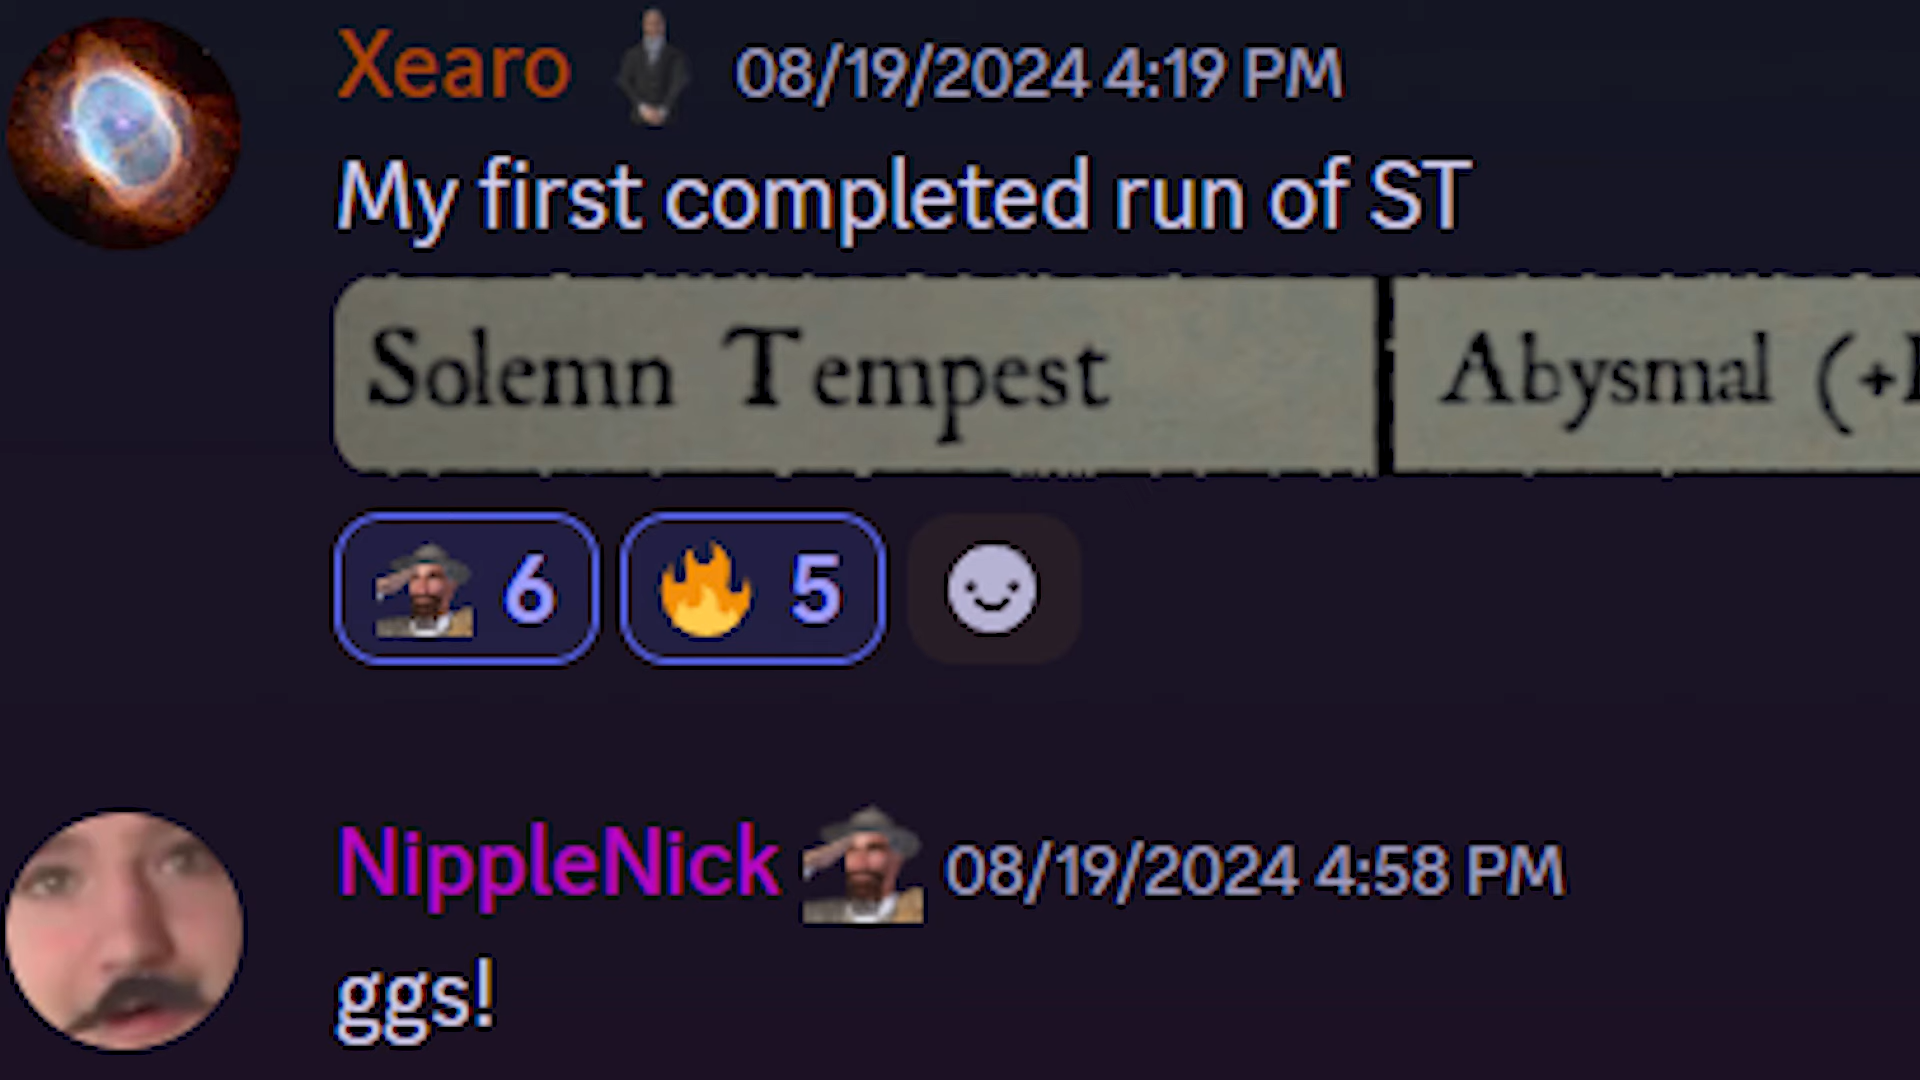 Xearo 08/19/2024 4:19 PM
My first completed run of ST
Solemn Tempest Abysmal (+
6 5
NippleNick 08/19/2024 4:58 PM
ggs!